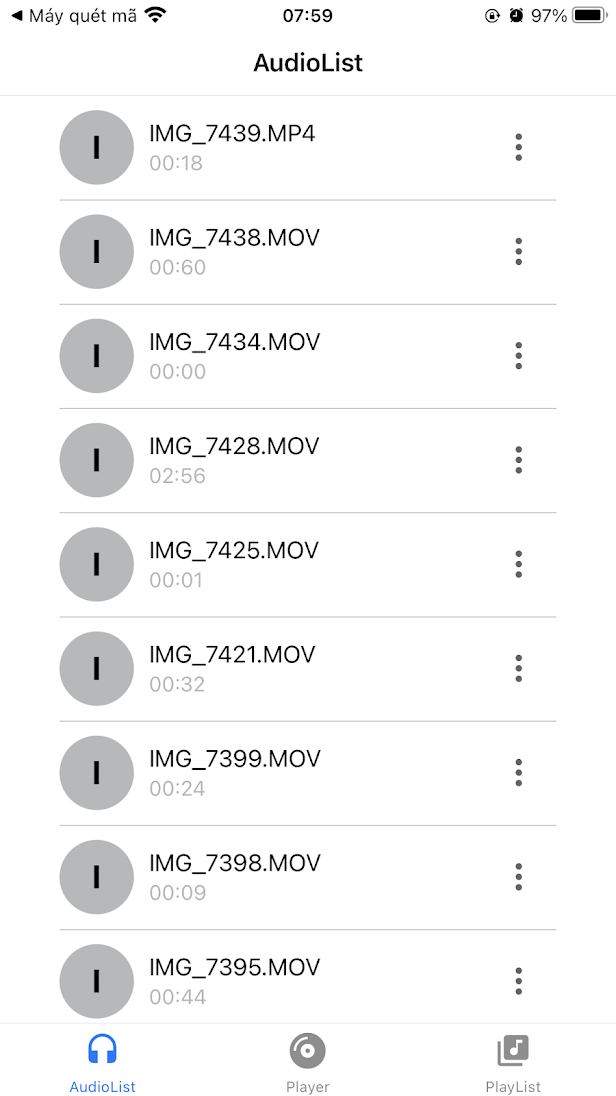 Máy quét mã 07:59 97%
AudioList
I IMG_7439.MP4
00:18
I IMG_7438.MOV
00:60
I IMG_7434.MOV
00:00
I IMG_7428.MOV
02:56
I IMG_7425.MOV
00:01
I IMG_7421.MOV
00:32
I IMG_7399.MOV
00:24
I IMG_7398.MOV
00:09
I IMG_7395.MOV
00:44
AudioList Player PlayList